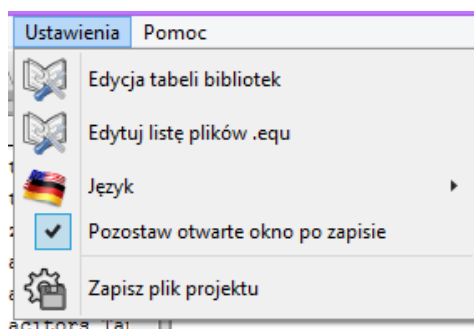 Ustawienia Pomoc
Edycja tabeli bibliotek
Edytuj listę plików .equ
Język
Pozostaw otwarte okno po zapisie
Zapisz plik projektu